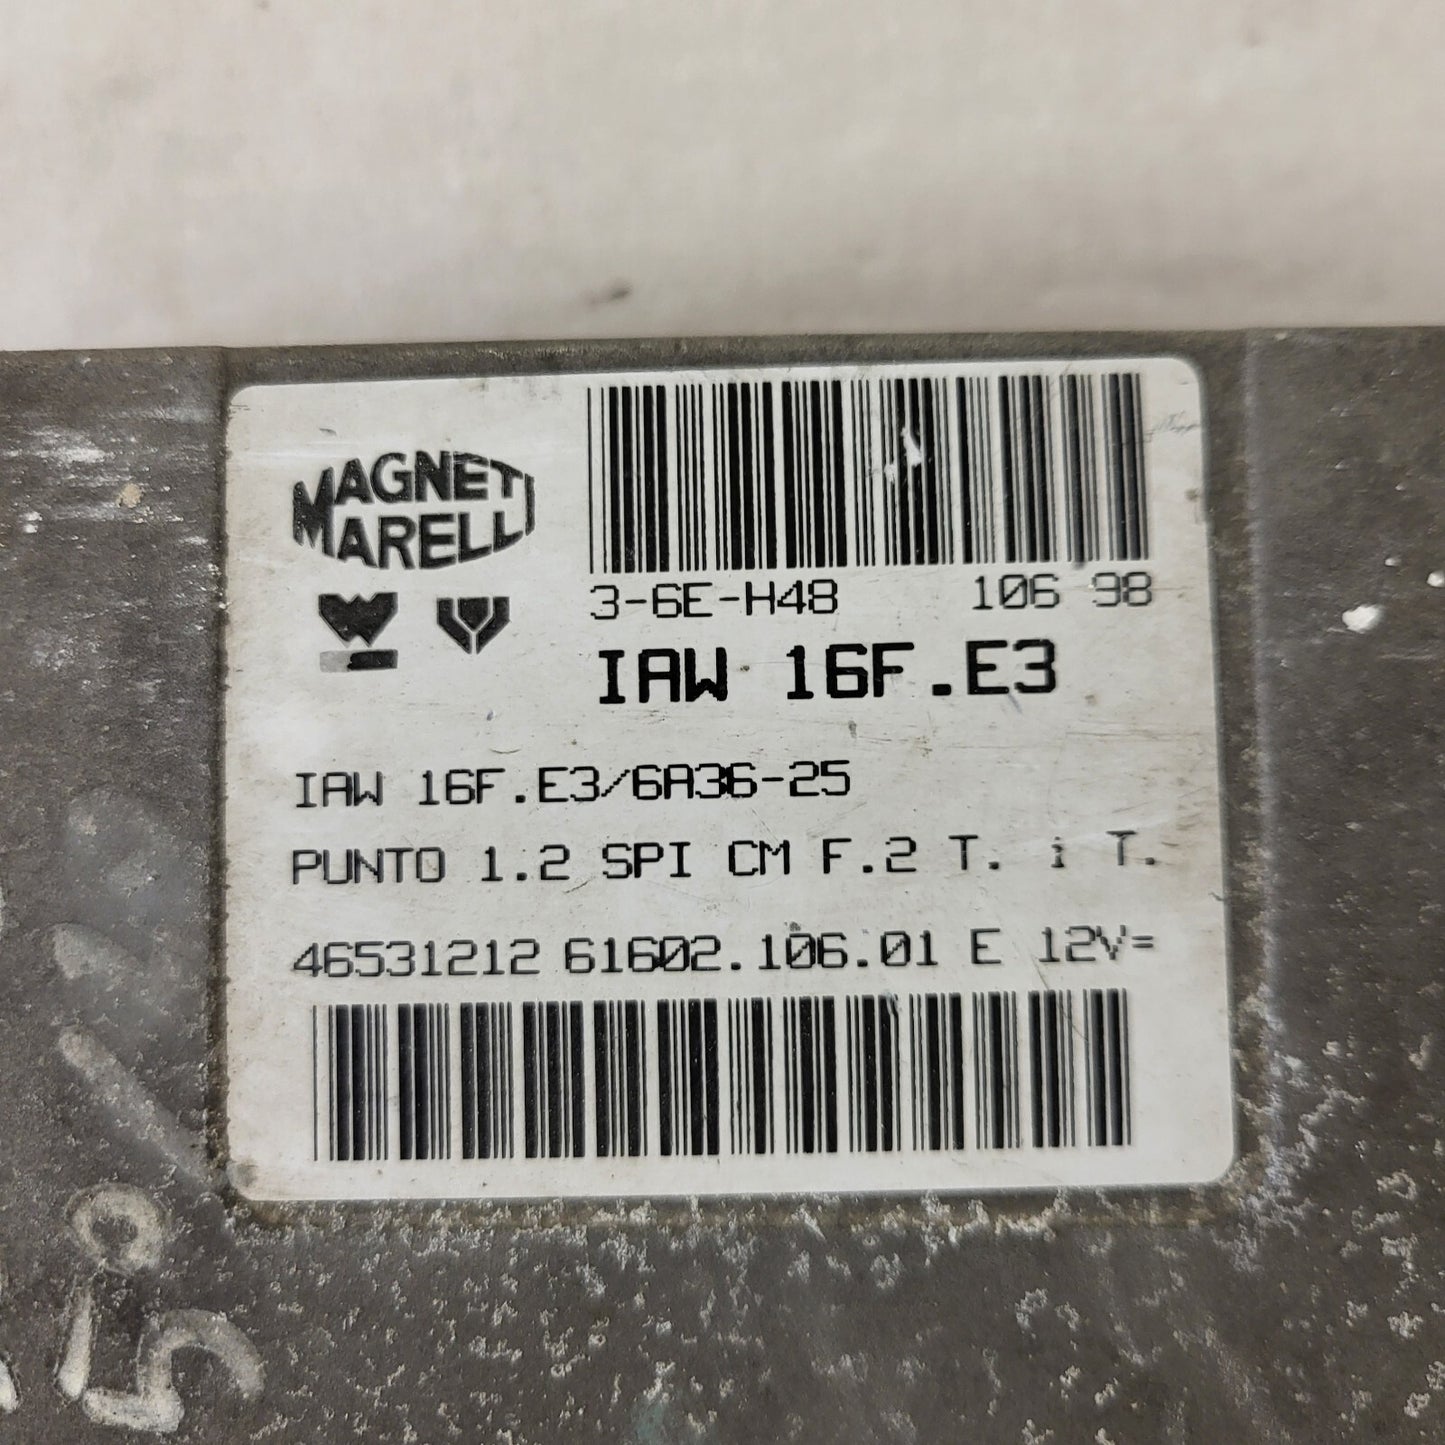 MAGNETI
MARELLI
3-6E-H48 106 98
IAW 16F.E3
IAW 16F.E3/6A36-25
PUNTO 1.2 SPI CM F.2 T. i T.
46531212 61602.106.01 E 12V=